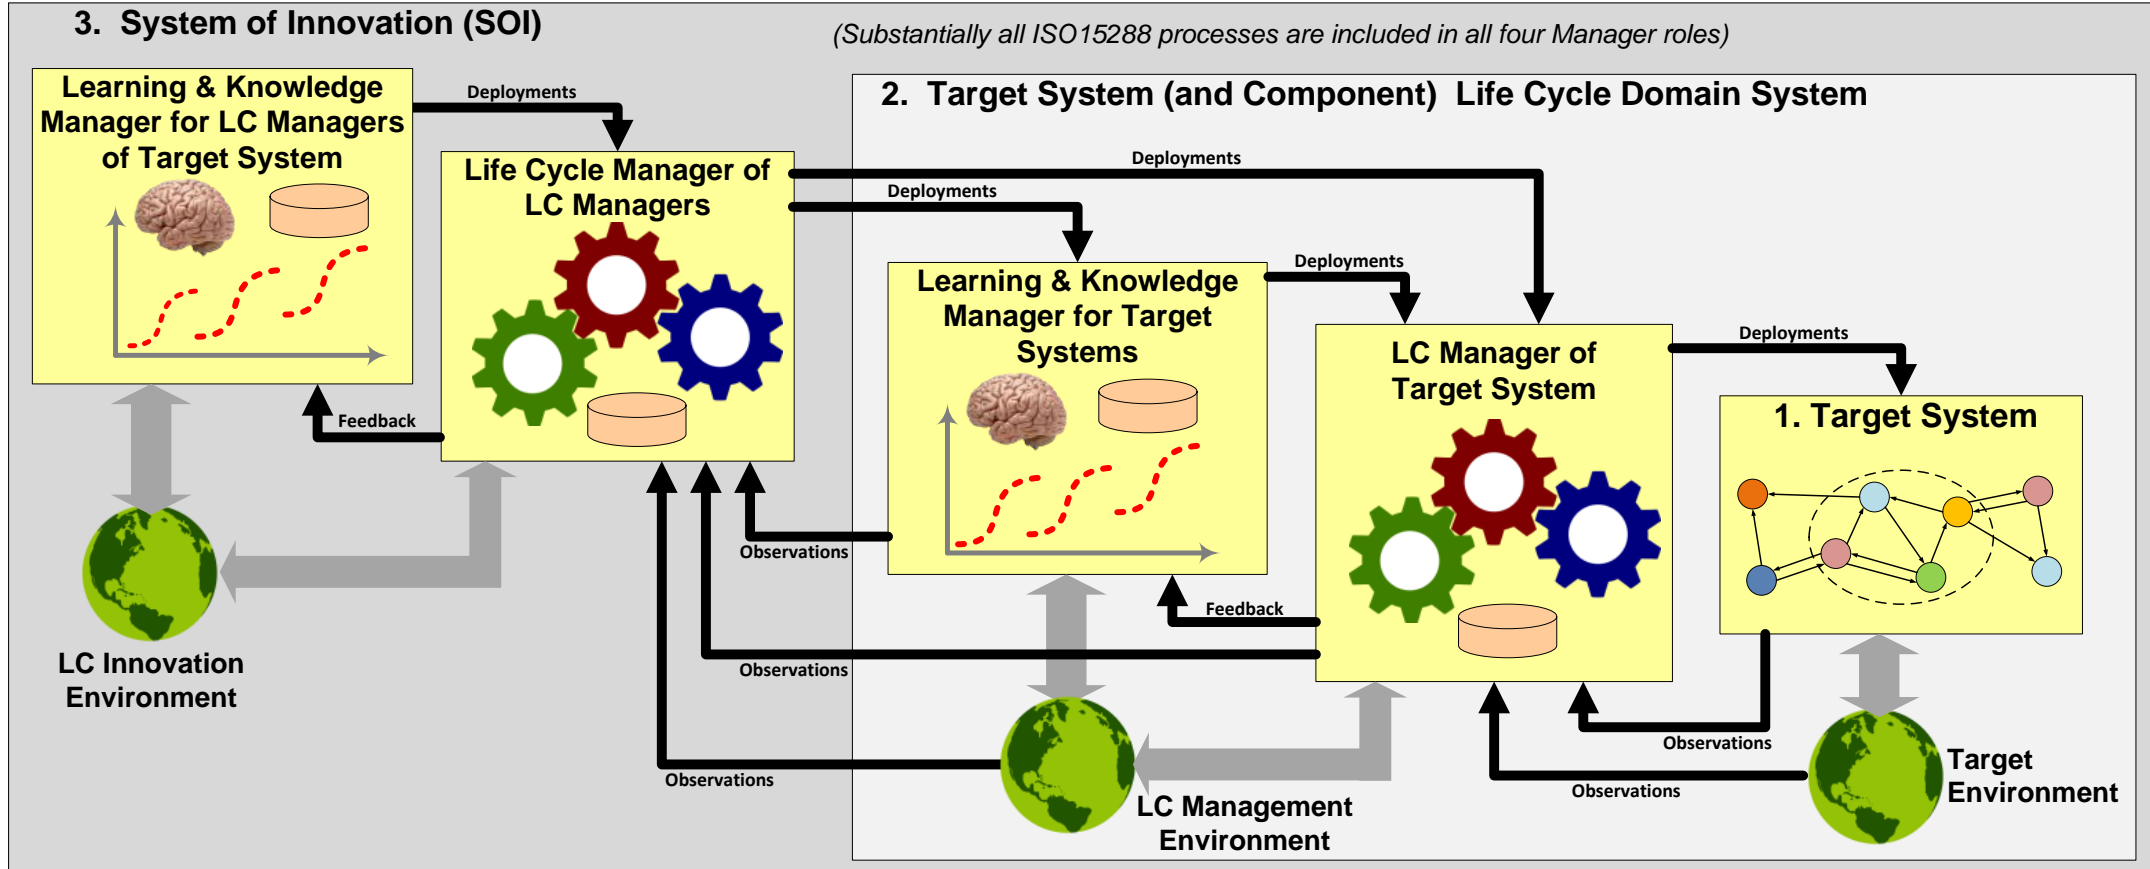 3. System of Innovation (SOI)
(Substantially all ISO15288 processes are included in all four Manager roles)
Learning & Knowledge
Manager for LC Managers
of Target System
Deployments
2. Target System (and Component) Life Cycle Domain System
Life Cycle Manager of
LC Managers
Deployments
Deployments
Learning & Knowledge
Manager for Target
Systems
Deployments
LC Manager of
Target System
Deployments
1. Target System
Feedback
Observations
Feedback
Observations
Observations
Observations
Observations
LC Innovation
Environment
LC Management
Environment
Target
Environment